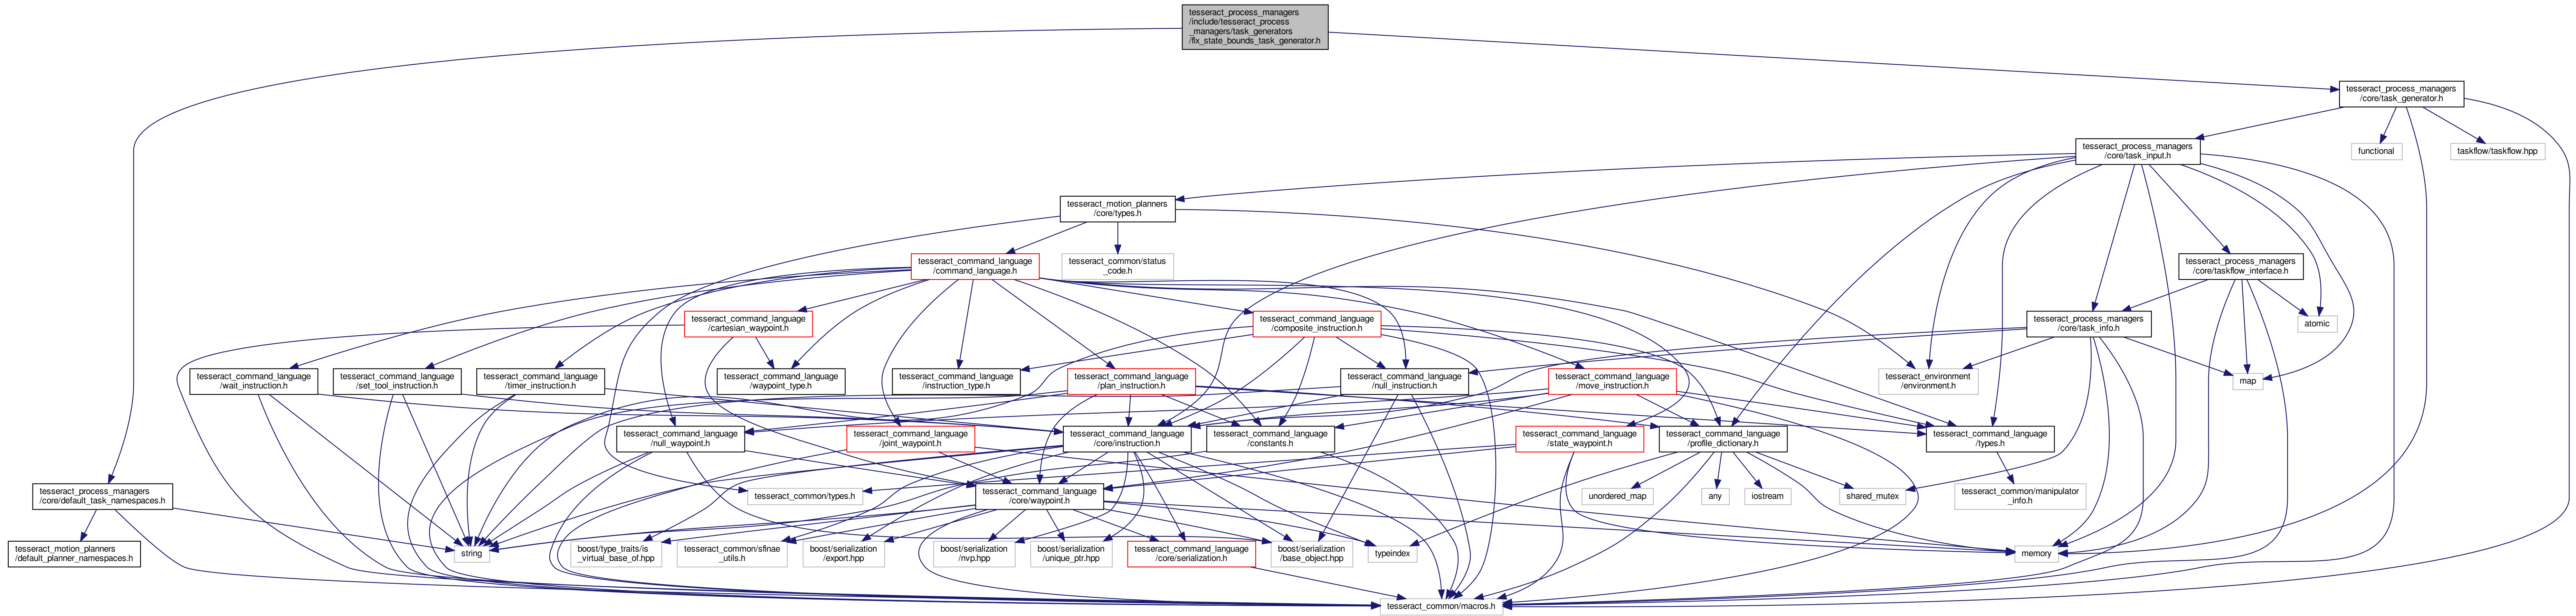 tesseract_process_managers
/include/tesseract_process
_managers/task_generators
/fix_state_bounds_task_generator.h
tesseract_process_managers
/core/task_generator.h
tesseract_process_managers
/core/task_input.h
functional
taskflow/taskflow.hpp
tesseract_motion_planners
/core/types.h
tesseract_command_language
/command_language.h
tesseract_common/status
_code.h
tesseract_process_managers
/core/taskflow_interface.h
tesseract_command_language
/cartesian_waypoint.h
tesseract_command_language
/composite_instruction.h
tesseract_process_managers
/core/task_info.h
atomic
tesseract_command_language
/wait_instruction.h
tesseract_command_language
/set_tool_instruction.h
tesseract_command_language
/timer_instruction.h
tesseract_command_language
/waypoint_type.h
tesseract_command_language
/instruction_type.h
tesseract_command_language
/plan_instruction.h
tesseract_command_language
/null_instruction.h
tesseract_command_language
/move_instruction.h
tesseract_environment
/environment.h
map
tesseract_command_language
/null_waypoint.h
tesseract_command_language
/joint_waypoint.h
tesseract_command_language
/core/instruction.h
tesseract_command_language
/constants.h
tesseract_command_language
/state_waypoint.h
tesseract_command_language
/profile_dictionary.h
tesseract_command_language
/types.h
tesseract_process_managers
/core/default_task_namespaces.h
tesseract_common/types.h
tesseract_command_language
/core/waypoint.h
unordered_map
any
iostream
shared_mutex
tesseract_common/manipulator
_info.h
tesseract_motion_planners
/default_planner_namespaces.h
string
boost/type_traits/is
_virtual_base_of.hpp
tesseract_common/sfinae
_utils.h
boost/serialization
/export.hpp
boost/serialization
/nvp.hpp
boost/serialization
/unique_ptr.hpp
tesseract_command_language
/core/serialization.h
boost/serialization
/base_object.hpp
typeindex
memory
tesseract_common/macros.h